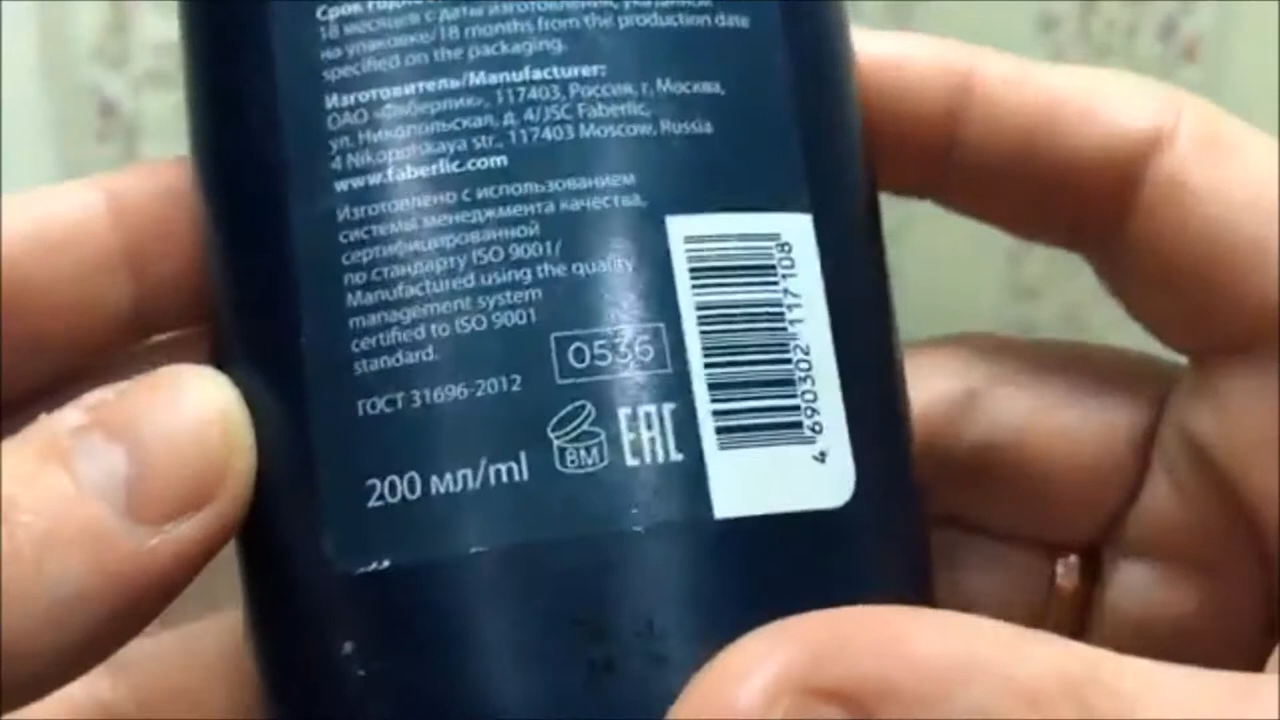 Срок годн
18 месяцев с даты изготовления, указанной
на упаковке/18 months from the production date
specified on the packaging.
Изготовитель/Manufacturer:
ОАО «Фаберлик», 117403, Россия, г. Москва,
ул. Никопольская, д. 4/JSC Faberlic,
4 Nikopolskaya str., 117403 Moscow, Russia
www.faberlic.com
Изготовлено с использованием
системы менеджмента качества,
сертифицированной
по стандарту ISO 9001/
Manufactured using the quality
management system
certified to ISO 9001
standard.
0536
ГОСТ 31696-2012
200 мл/ml
8M
EAC
4 690302 117108